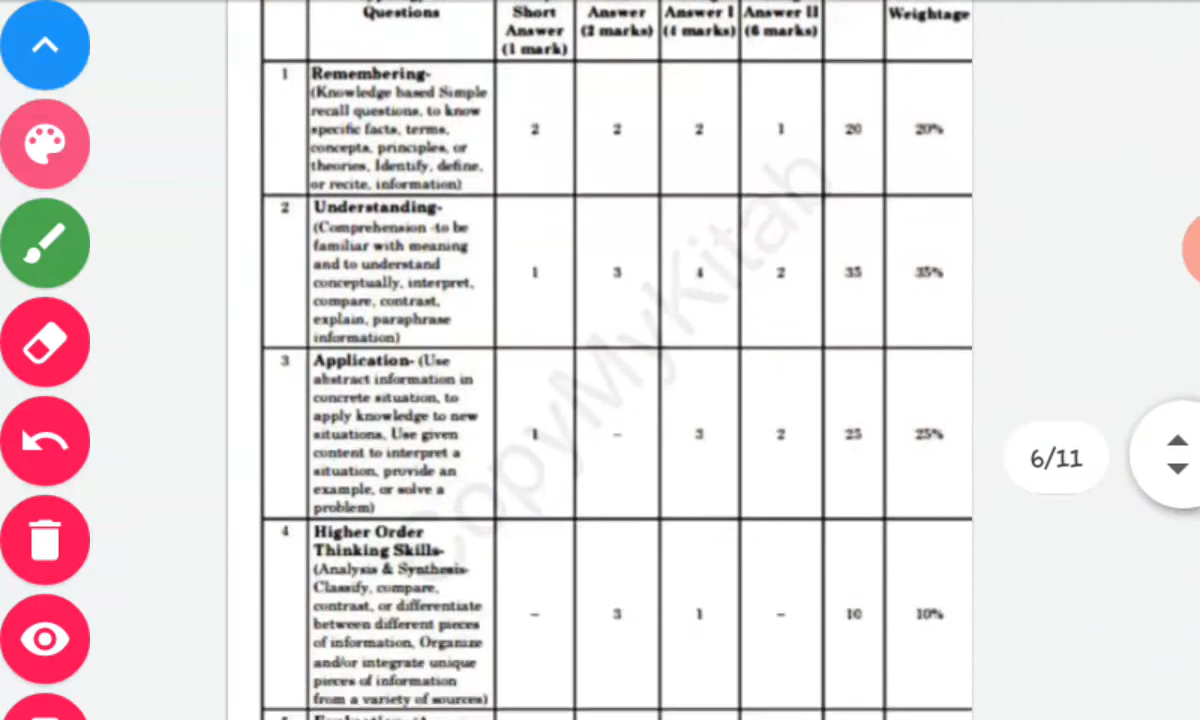 Questions
Short
Answer
(1 mark)
Answer
(2 marks)
Answer I
(4 marks)
Answer II
(6 marks)
Weightage
1 Remembering-
(Knowledge based Simple
recall questions, to know
specific facts, terms,
concepts, principles, or
theories, Identify, define,
or recite, information)
2 2 2 1 20 20%
2 Understanding-
(Comprehension -to be
familiar with meaning
and to understand
conceptually, interpret,
compare, contrast,
explain, paraphrase
information)
1 3 4 2 35 35%
3 Application- (Use
abstract information in
concrete situation, to
apply knowledge to new
situations, Use given
content to interpret a
situation, provide an
example, or solve a
problem)
1 – 3 2 25 25%
4 Higher Order
Thinking Skills-
(Analysis & Synthesis-
Classify, compare,
contrast, or differentiate
between different pieces
of information, Organize
and/or integrate unique
pieces of information
from a variety of sources)
– 3 1 – 10 10%
CopyMyKitab
6/11